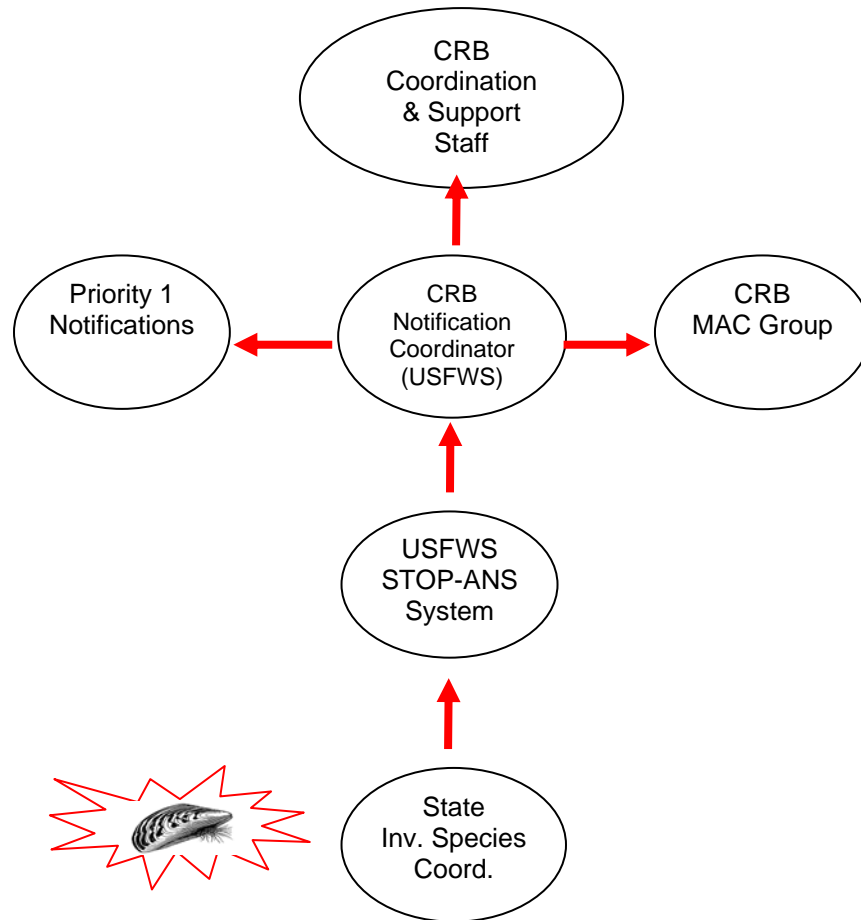 CRB
Coordination
& Support
Staff
Priority 1
Notifications
CRB
Notification
Coordinator
(USFWS)
CRB
MAC Group
USFWS
STOP-ANS
System
State
Inv. Species
Coord.